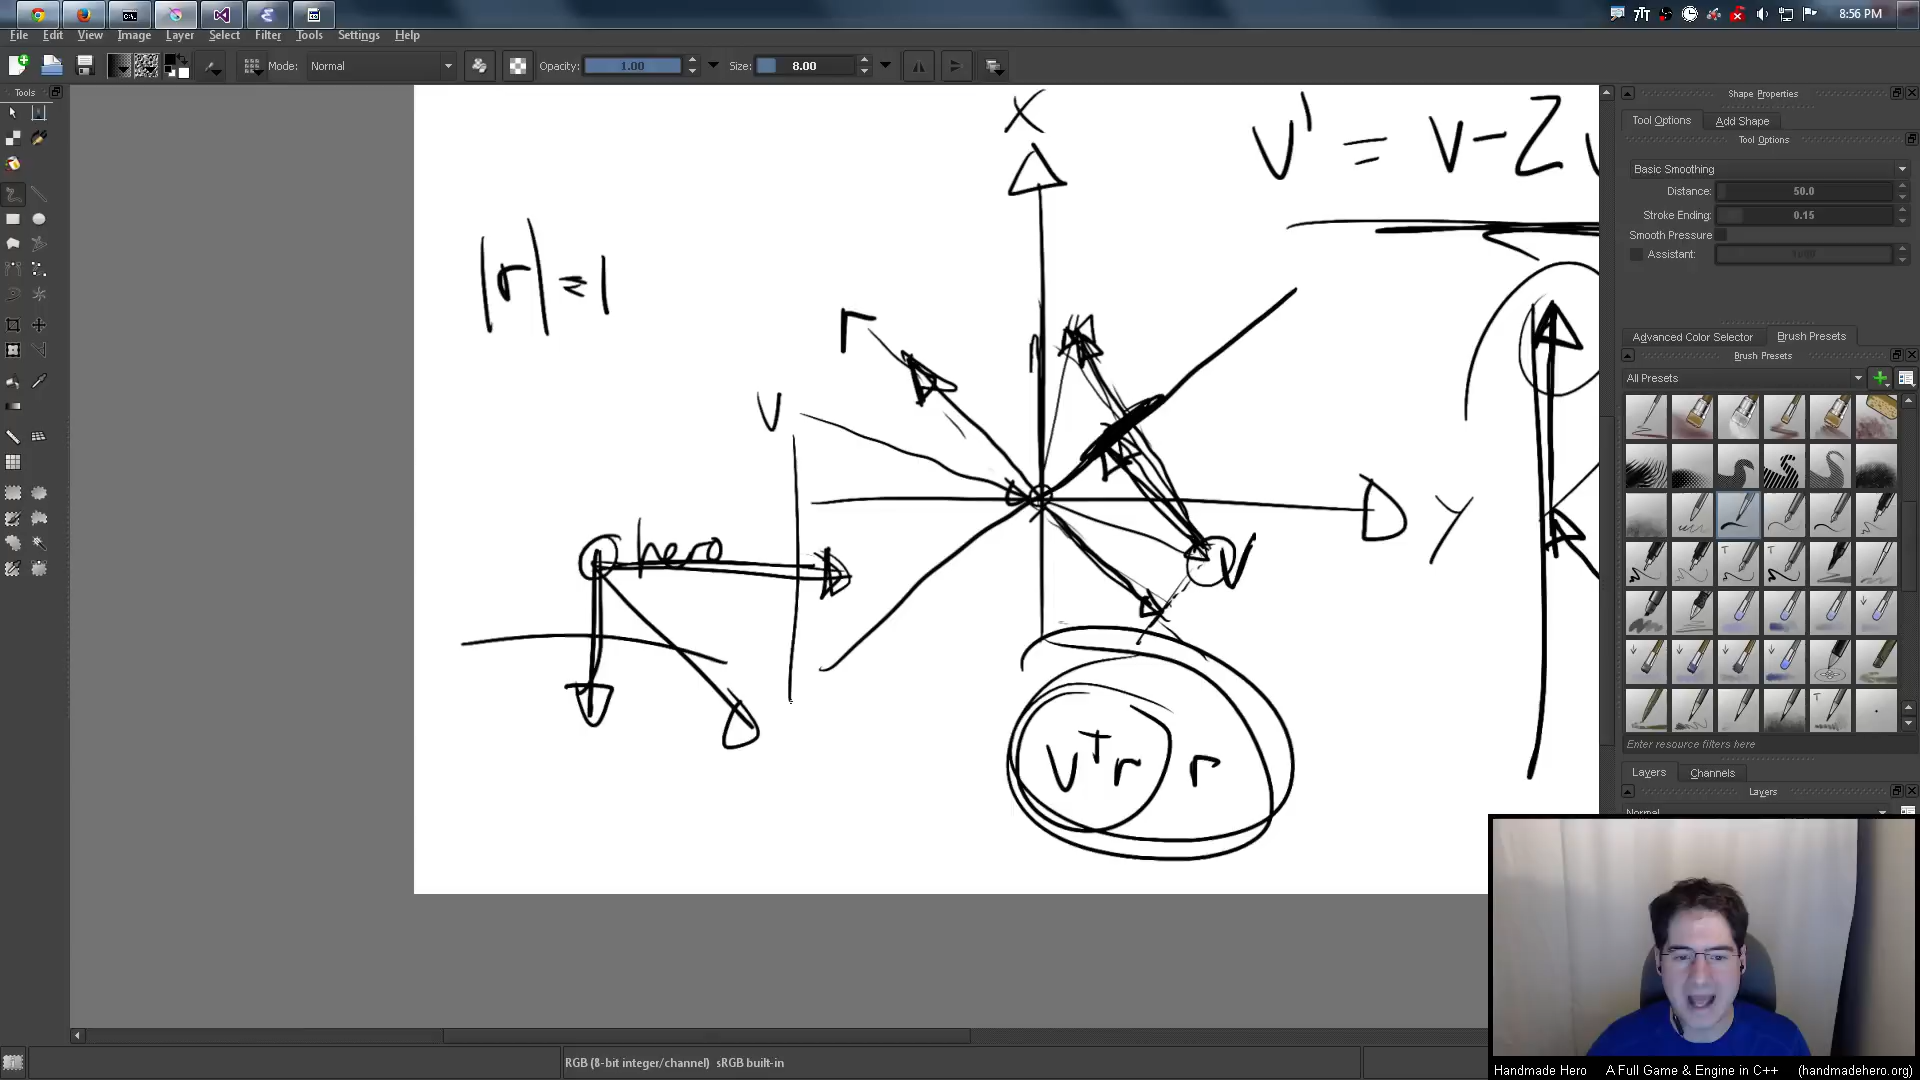 8:56 PM
File Edit View Image Layer Select Filter Tools Settings Help
Mode: Normal Opacity: 1.00 Size: 8.00
Tools
Shape Properties
Tool Options Add Shape
Tool Options
Basic Smoothing
Distance: 50.0
Stroke Ending: 0.15
Smooth Pressure
Assistant:
Advanced Color Selector Brush Presets
Brush Presets
All Presets
Enter resource filters here
Layers Channels
Layers
Normal
X
V' = V-2V
|r| = 1
r
V
Y
hero
V
Vᵀr r
RGB (8-bit integer/channel) sRGB built-in
Handmade Hero A Full Game & Engine in C++ (handmadehero.org)